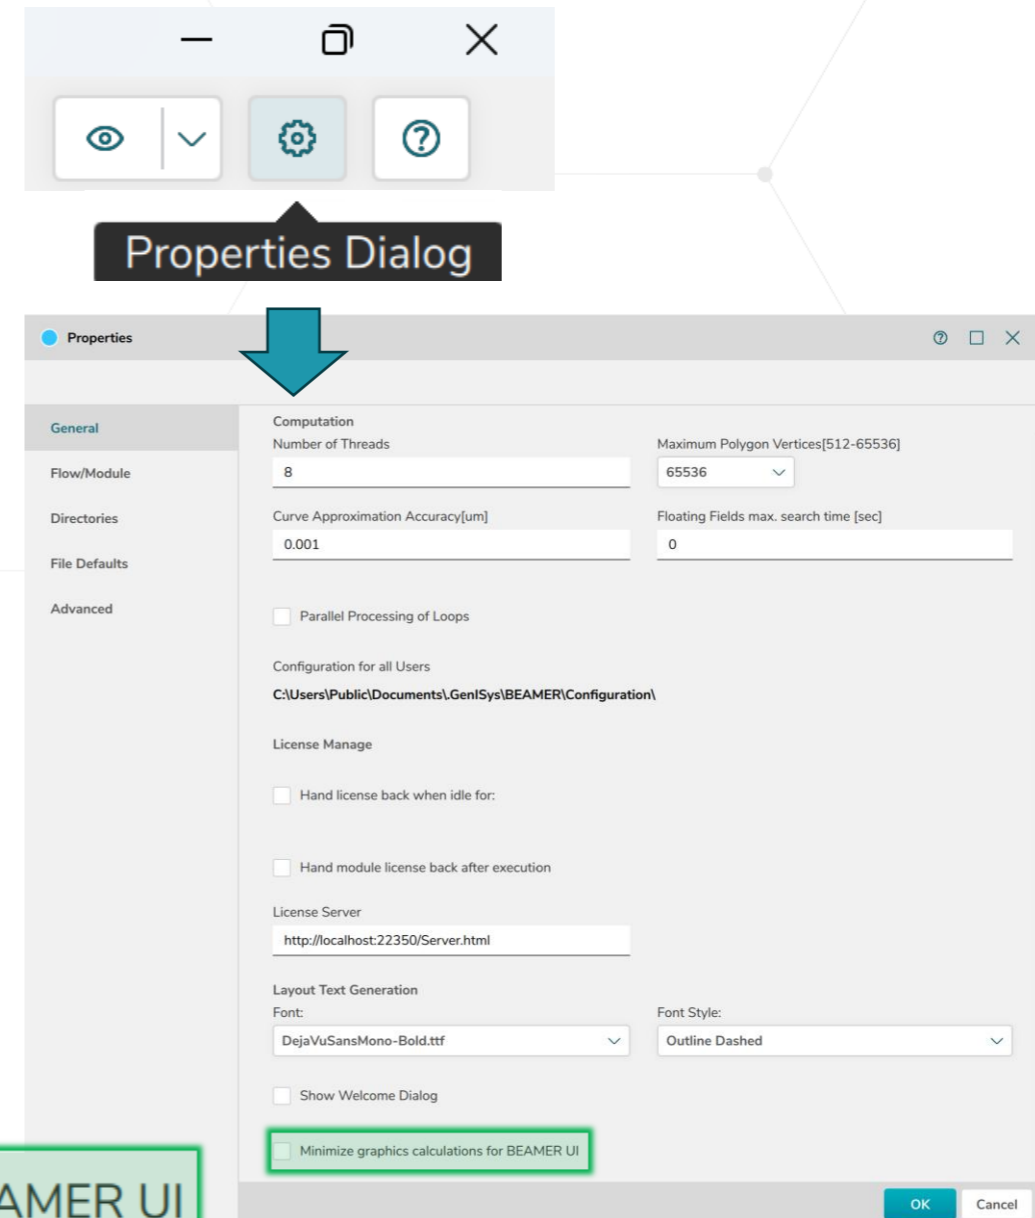 Properties Dialog
Properties
General
Flow/Module
Directories
File Defaults
Advanced
Computation
Number of Threads
8
Maximum Polygon Vertices[512-65536]
65536
Curve Approximation Accuracy[um]
0.001
Floating Fields max. search time [sec]
0
Parallel Processing of Loops
Configuration for all Users
C:\Users\Public\Documents\.GenISys\BEAMER\Configuration\
License Manage
Hand license back when idle for:
Hand module license back after execution
License Server
http://localhost:22350/Server.html
Layout Text Generation
Font:
DejaVuSansMono-Bold.ttf
Font Style:
Outline Dashed
Show Welcome Dialog
Minimize graphics calculations for BEAMER UI
OK
Cancel
AMER UI